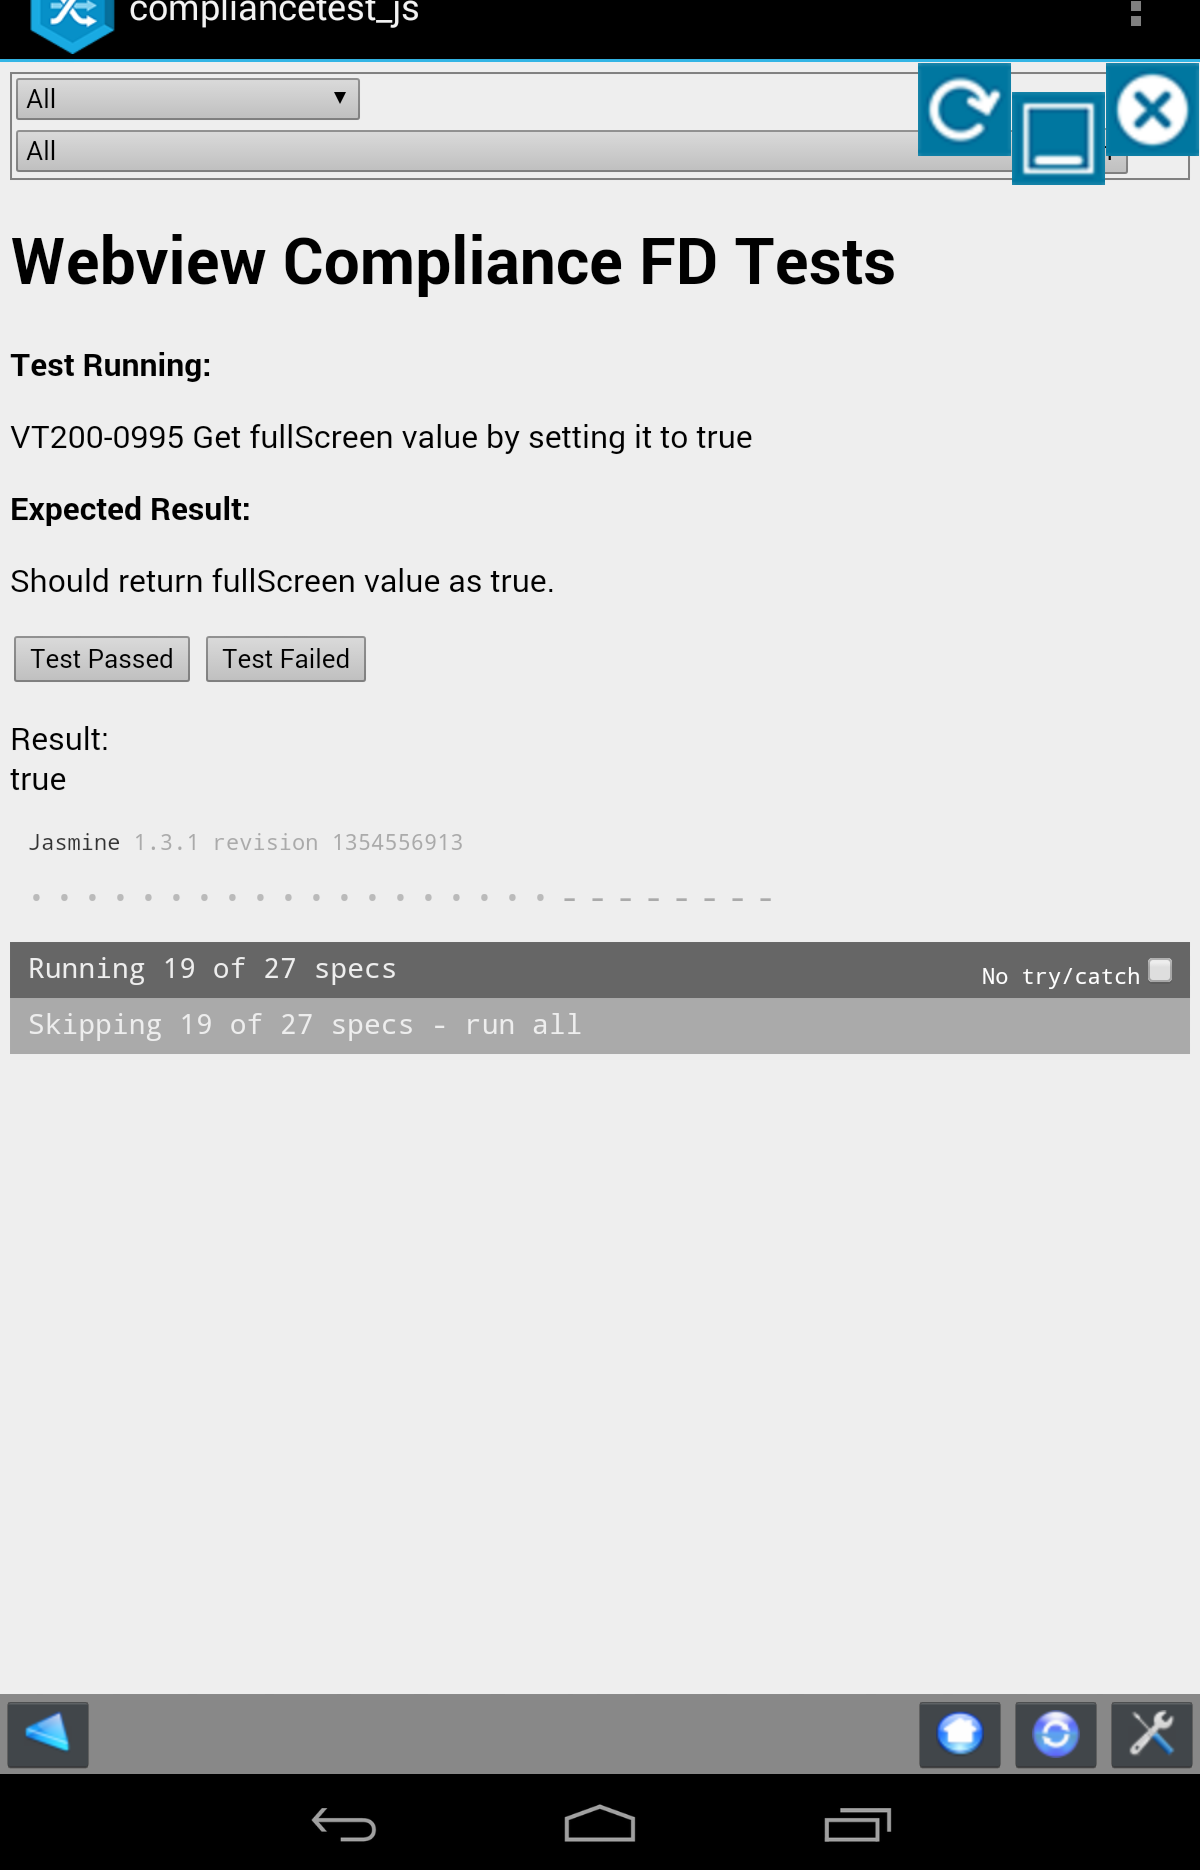 compliancetest_js
All
All
Webview Compliance FD Tests
Test Running:
VT200-0995 Get fullScreen value by setting it to true
Expected Result:
Should return fullScreen value as true.
Test Passed Test Failed
Result:
true
Jasmine 1.3.1 revision 1354556913
Running 19 of 27 specs No try/catch
Skipping 19 of 27 specs - run all